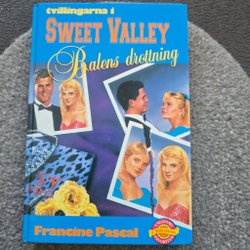 tvillingarna i
SWEET VALLEY
Balens drottning
Francine Pascal